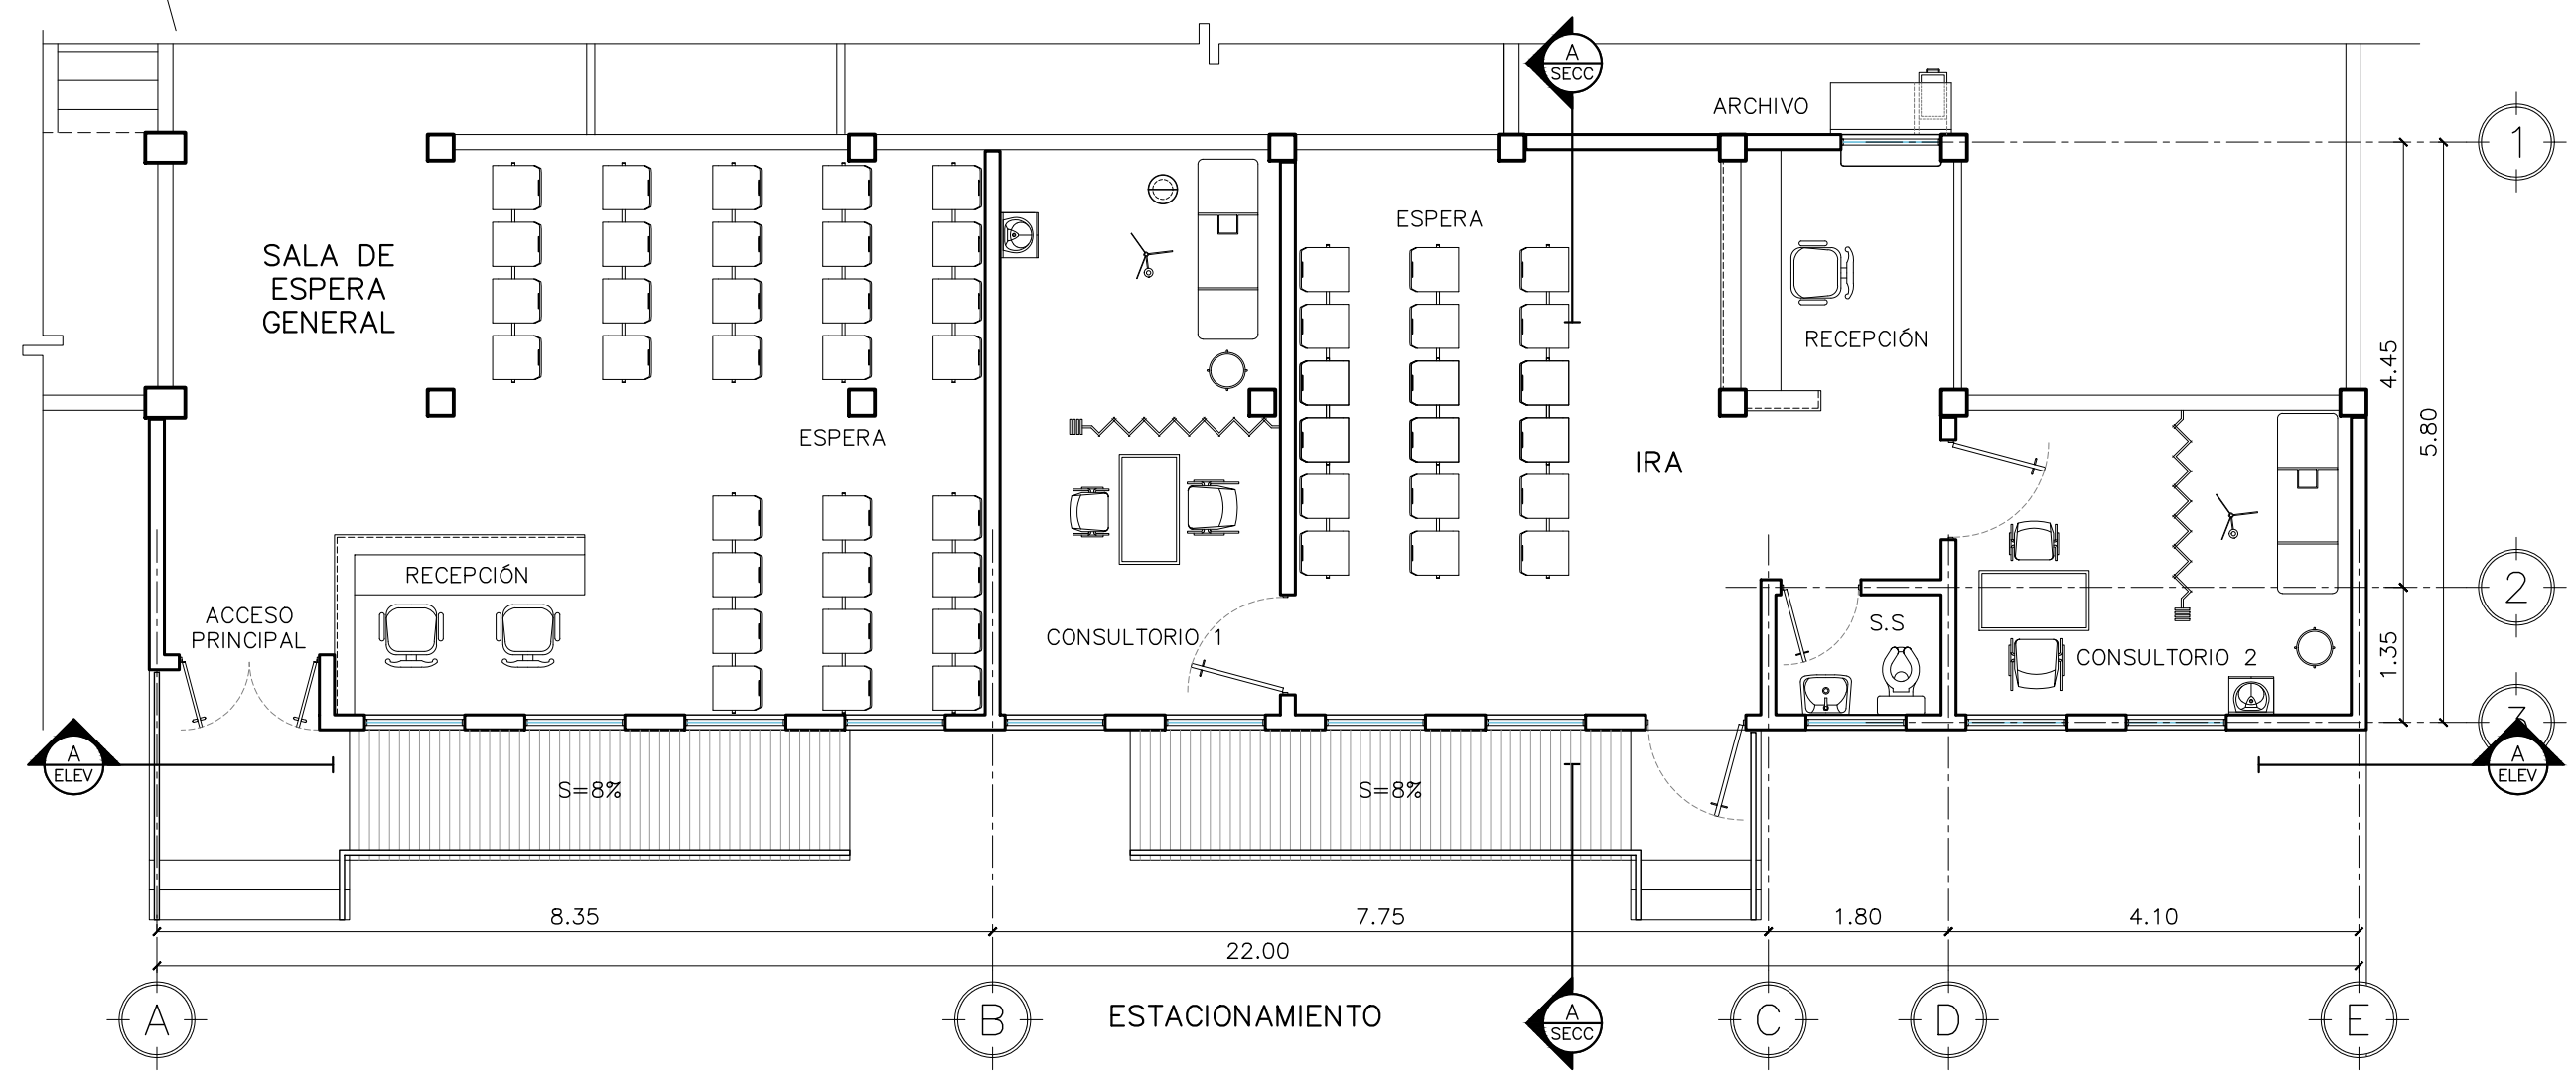 A
SECC
ARCHIVO
1
ESPERA
SALA DE
ESPERA
GENERAL
RECEPCIÓN
4.45
5.80
ESPERA
IRA
RECEPCIÓN
2
ACCESO
PRINCIPAL
S.S
CONSULTORIO 1
CONSULTORIO 2
1.35
3
A
ELEV
A
ELEV
S=8%
S=8%
8.35
7.75
1.80
4.10
22.00
A
B
ESTACIONAMIENTO
A
SECC
C
D
E